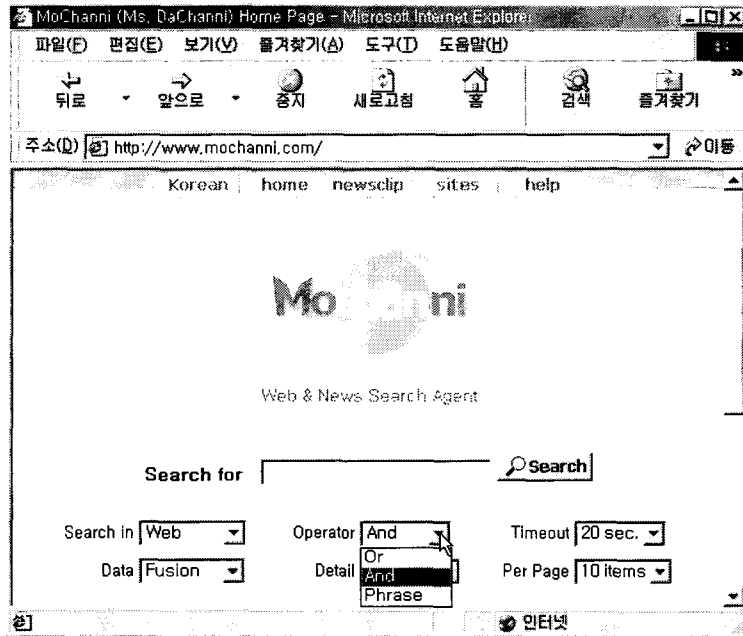 MoChanni (Ms, DaChanni) Home Page - Microsoft Internet Explorer
파일(F) 편집(E) 보기(V) 즐겨찾기(A) 도구(T) 도움말(H)
뒤로 앞으로 중지 새로고침 홈 검색 즐겨찾기 »
주소(D) http://www.mochanni.com/ 이동
Korean home newsclip sites help
Mochanni
Web & News Search Agent
Search for Search
Search in Web Operator And Timeout 20 sec.
Or
Data Fusion Detail And Per Page 10 items
Phrase
인터넷